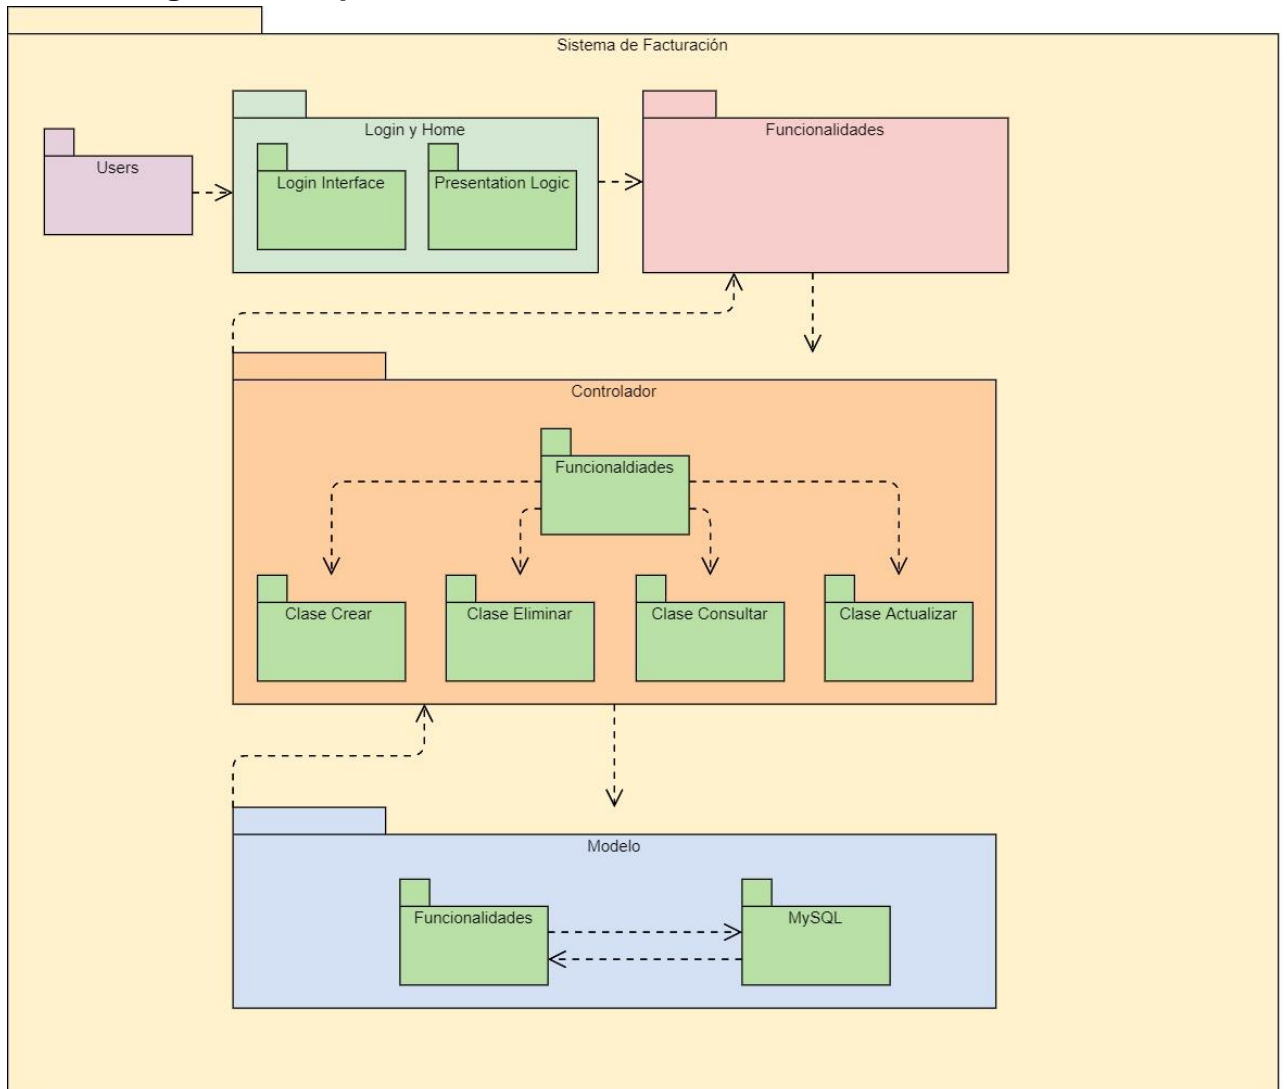 Sistema de Facturación
Users
Login y Home
Login Interface
Presentation Logic
Funcionalidades
Controlador
Funcionaldiades
Clase Crear
Clase Eliminar
Clase Consultar
Clase Actualizar
Modelo
Funcionalidades
MySQL